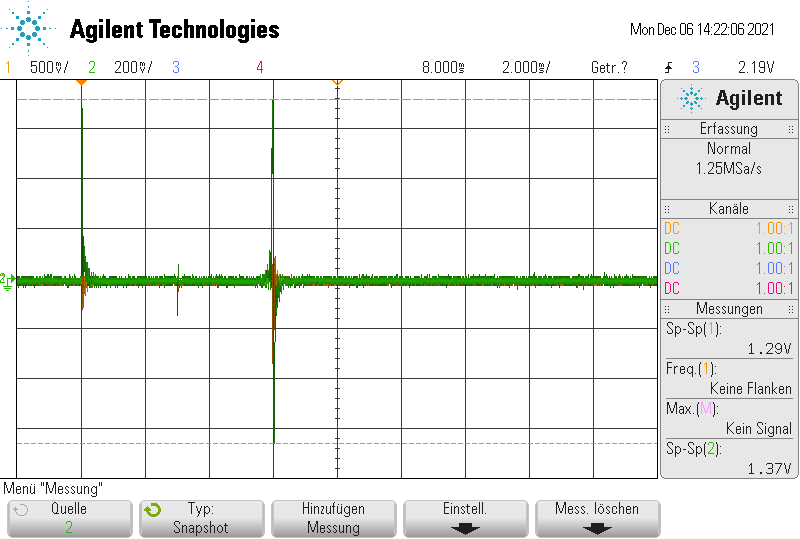 Agilent Technologies
Mon Dec 06 14:22:06 2021
1 500mV/ 2 200mV/ 3 4 8.000s 2.000s/ Getr.? 3 2.19V
Agilent
Erfassung
Normal
1.25MSa/s
Kanäle
DC 1.00:1
DC 1.00:1
DC 1.00:1
DC 1.00:1
Messungen
Sp-Sp(1):
1.29V
Freq.(1):
Keine Flanken
Max.(M):
Kein Signal
Sp-Sp(2):
1.37V
2
Menü "Messung"
Quelle
2
Typ:
Snapshot
Hinzufügen
Messung
Einstell.
Mess. löschen